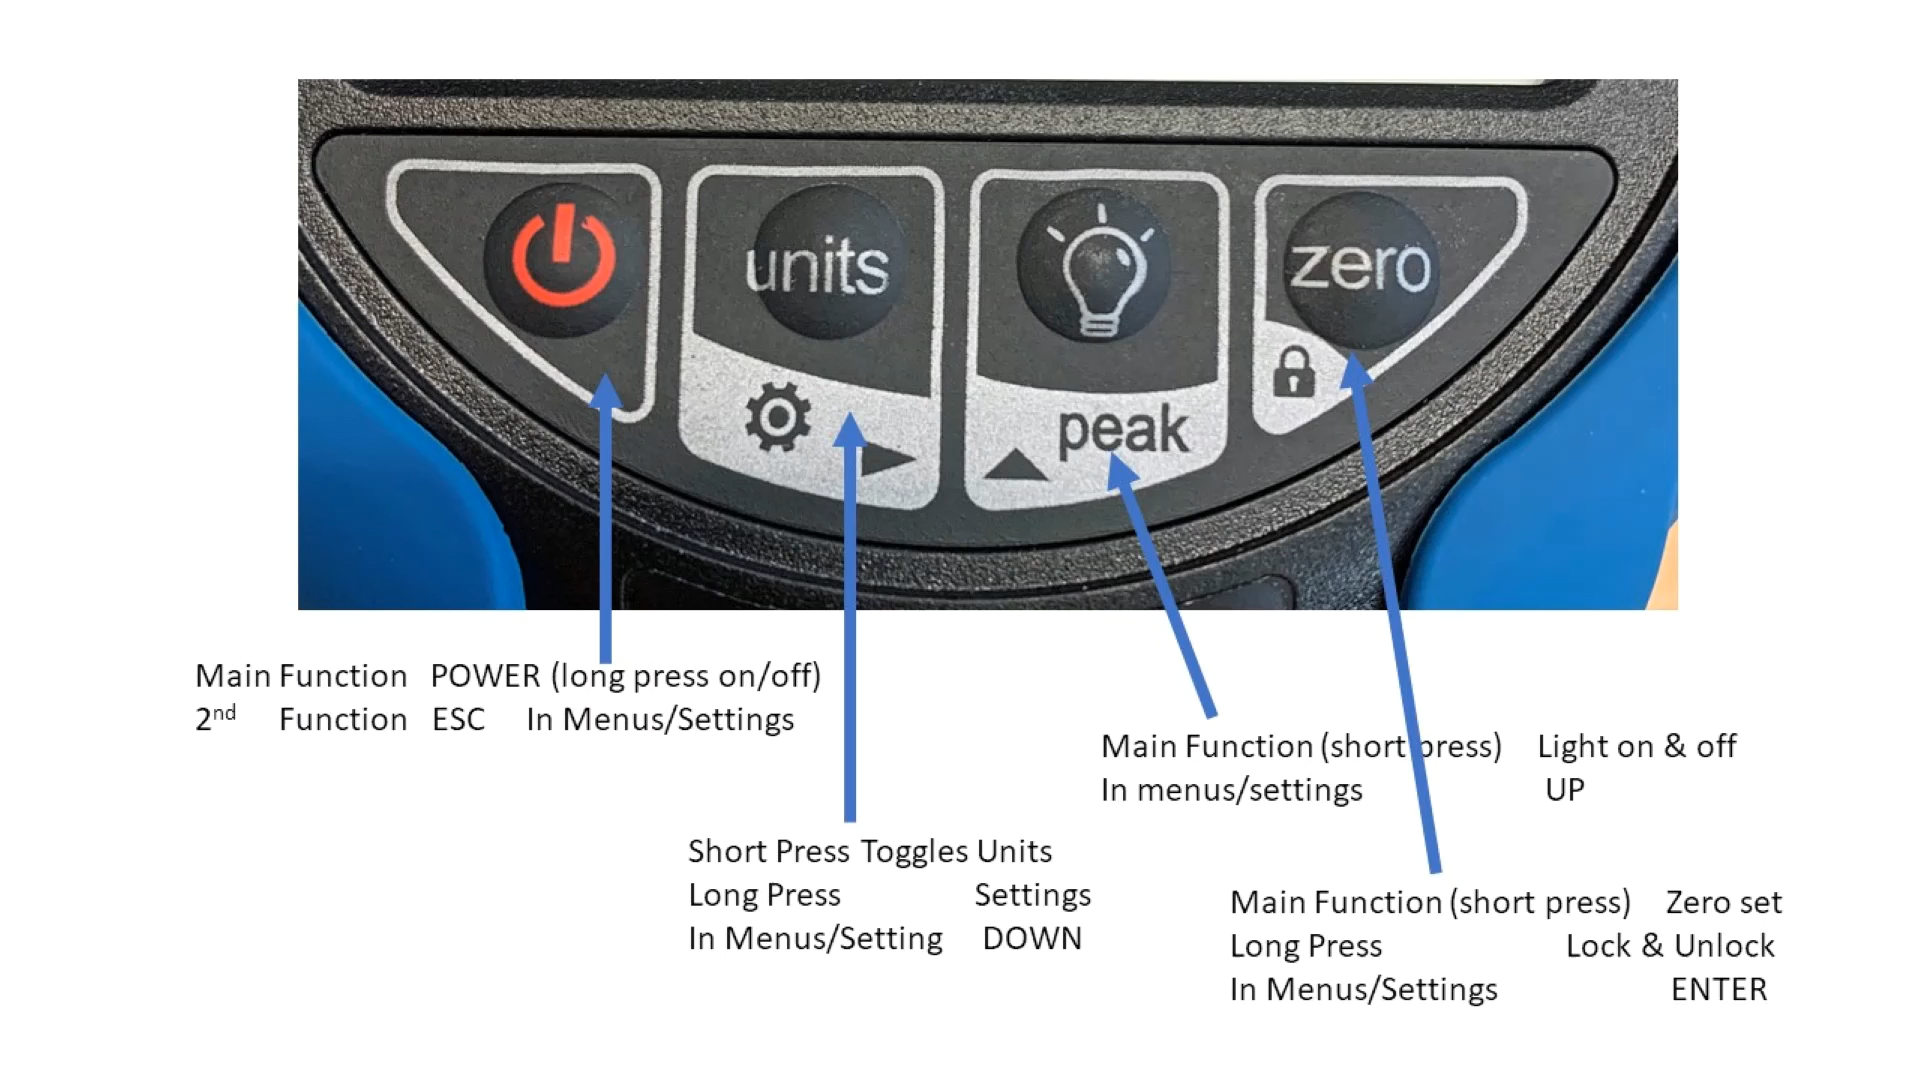 units
zero
peak
Main Function POWER (long press on/off)
2nd Function ESC In Menus/Settings
Main Function (short press) Light on & off
In menus/settings UP
Short Press Toggles Units
Long Press Settings
In Menus/Setting DOWN
Main Function (short press) Zero set
Long Press Lock & Unlock
In Menus/Settings ENTER